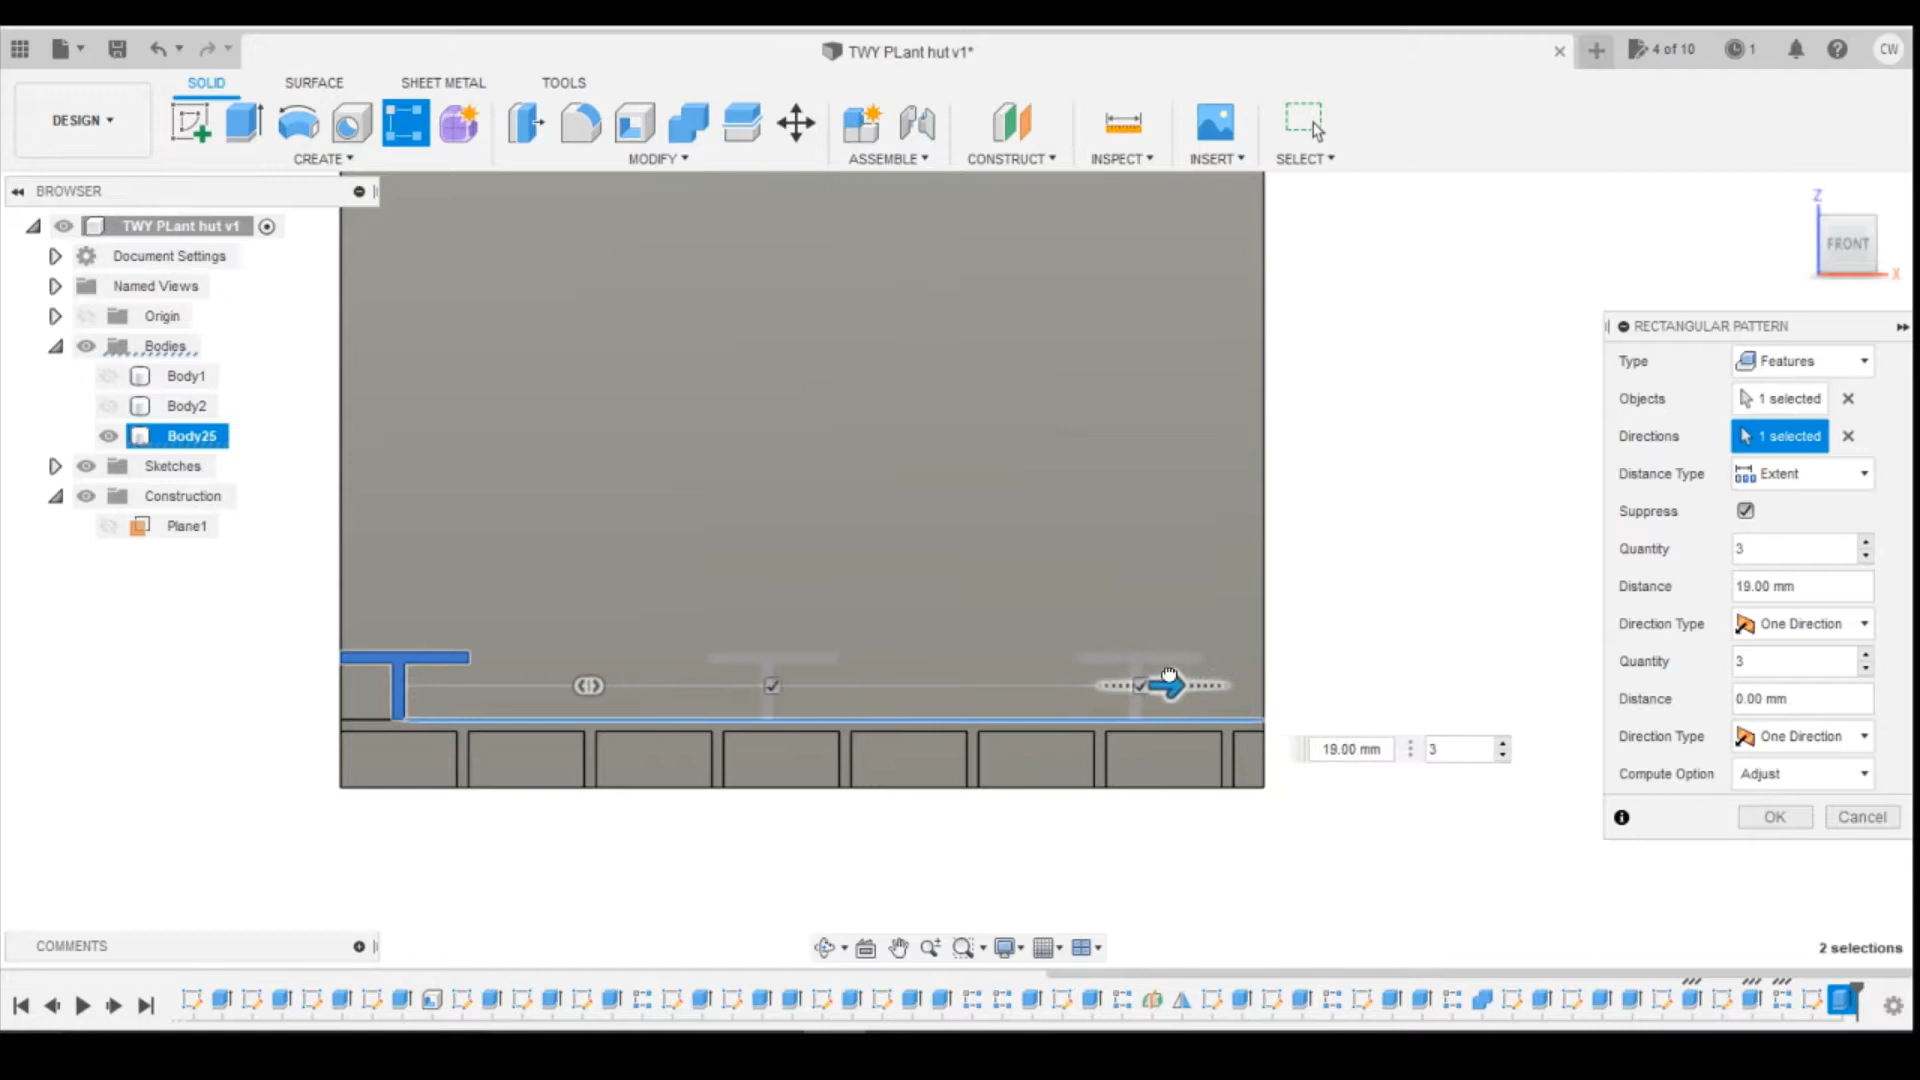 TWY PLant hut v1*
4 of 10
1
CW
DESIGN
SOLID
SURFACE
SHEET METAL
TOOLS
CREATE
MODIFY
ASSEMBLE
CONSTRUCT
INSPECT
INSERT
SELECT
BROWSER
TWY PLant hut v1
Document Settings
Named Views
Origin
Bodies
Body1
Body2
Body25
Sketches
Construction
Plane1
Z
FRONT
X
RECTANGULAR PATTERN
Type Features
Objects 1 selected
Directions 1 selected
Distance Type Extent
Suppress
Quantity 3
Distance 19.00 mm
Direction Type One Direction
Quantity 3
Distance 0.00 mm
Direction Type One Direction
Compute Option Adjust
OK Cancel
19.00 mm 3
COMMENTS
2 selections